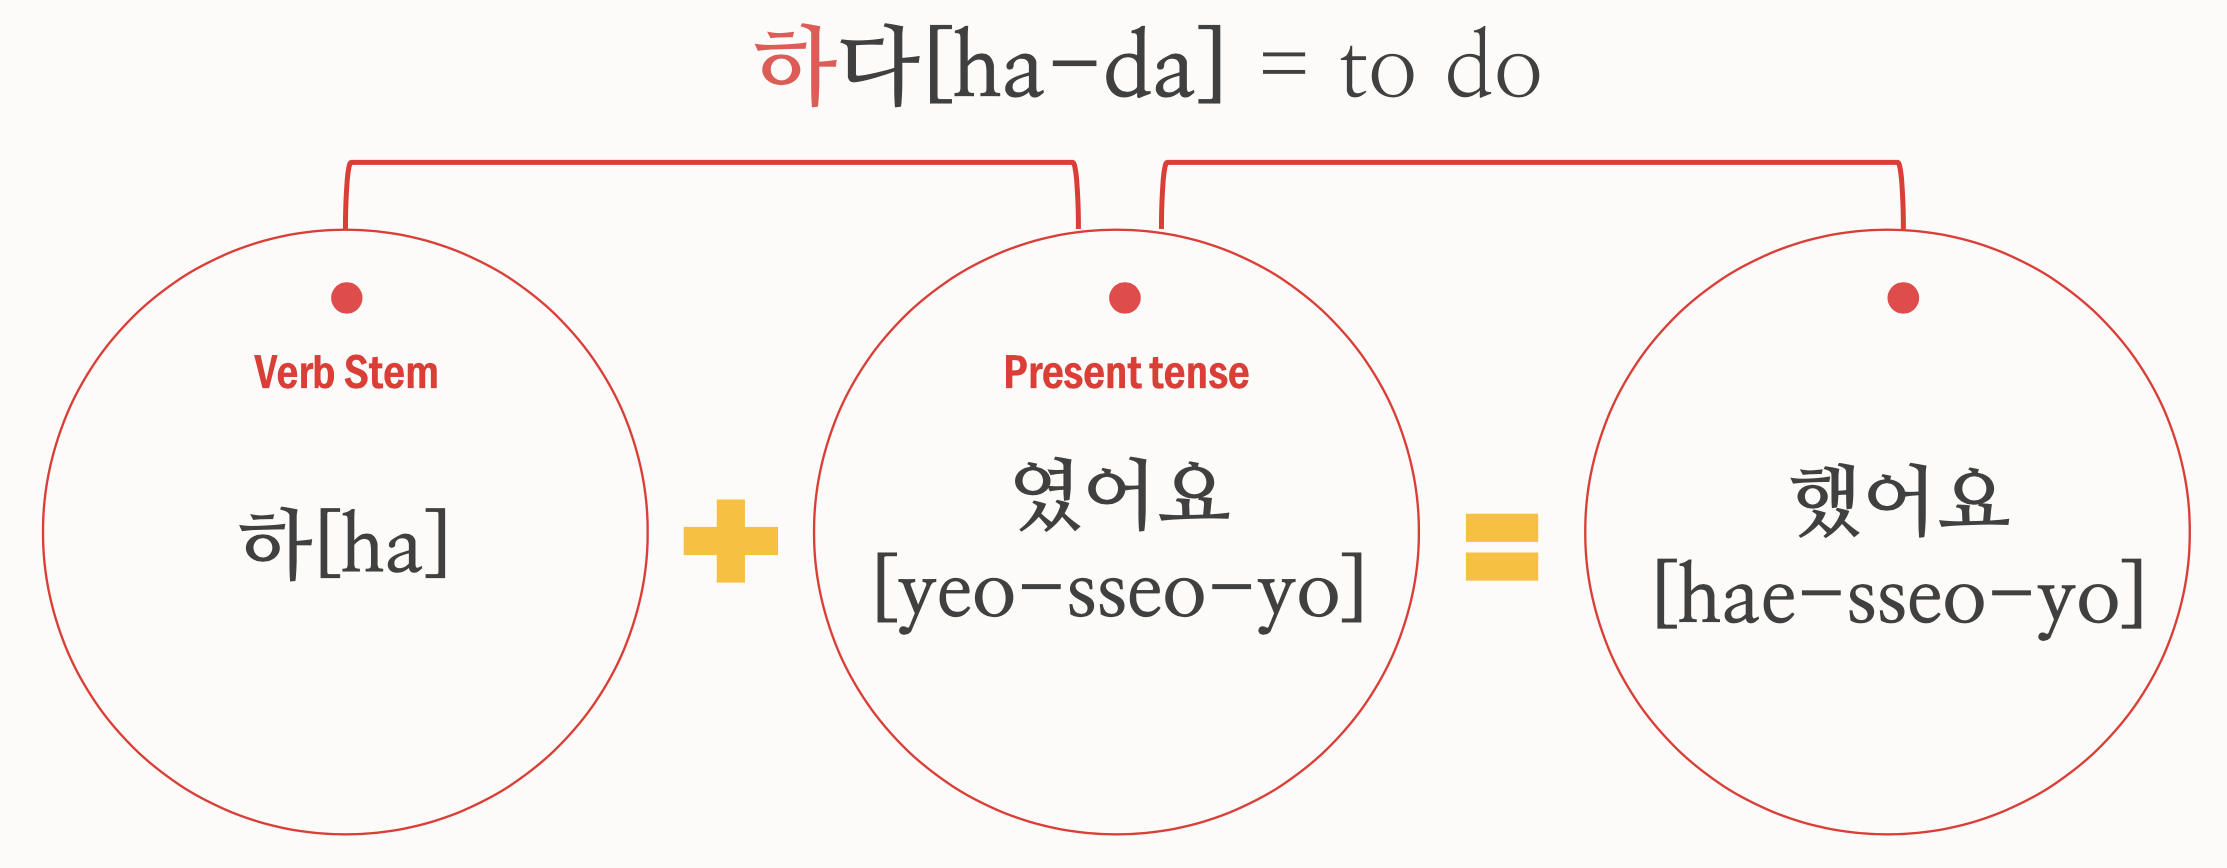 하다[ha-da] = to do
Verb Stem
하[ha]
+
Present tense
였어요
[yeo-sseo-yo]
=
했어요
[hae-sseo-yo]